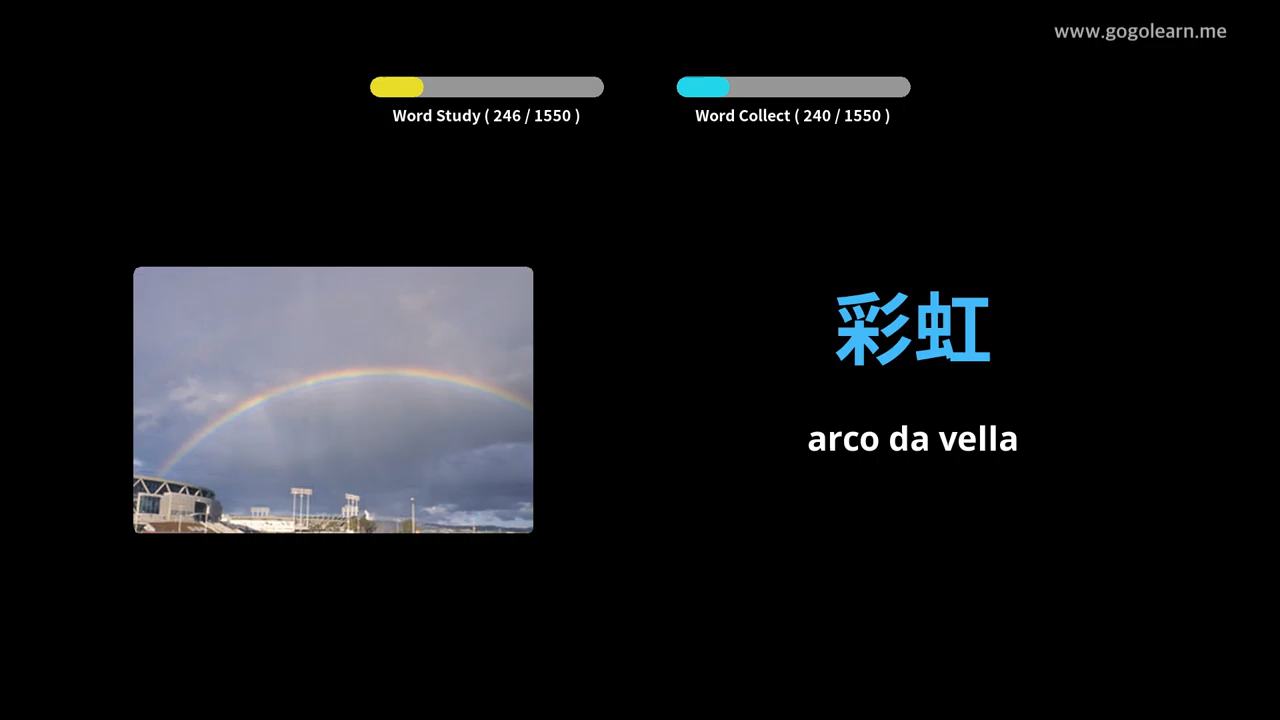 www.gogolearn.me
Word Study ( 246 / 1550 )
Word Collect ( 240 / 1550 )
彩虹
arco da vella